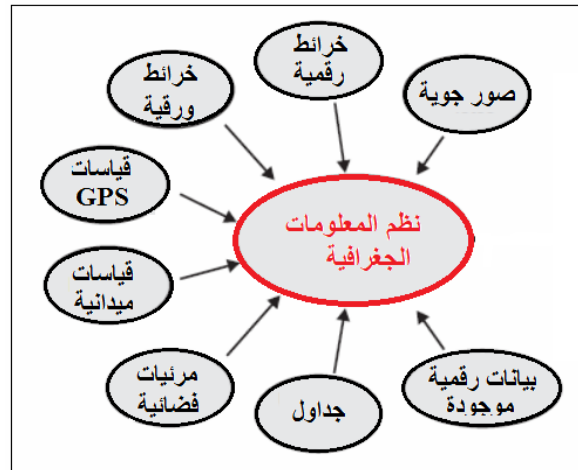 خرائط
رقمية
خرائط
ورقية
صور جوية
قياسات
GPS
نظم المعلومات
الجغرافية
قياسات
ميدانية
مرئيات
فضائية
جداول
بيانات رقمية
موجودة